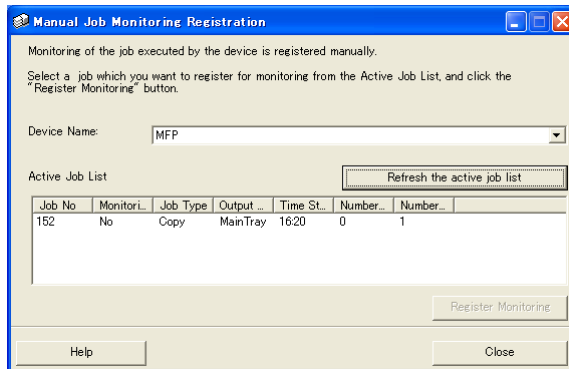 Manual Job Monitoring Registration
Monitoring of the job executed by the device is registered manually.
Select a job which you want to register for monitoring from the Active Job List, and click the
"Register Monitoring" button.
Device Name: MFP
Active Job List Refresh the active job list
Job No Monitori... Job Type Output ... Time St... Number... Number...
152 No Copy MainTray 16:20 0 1
Register Monitoring
Help Close